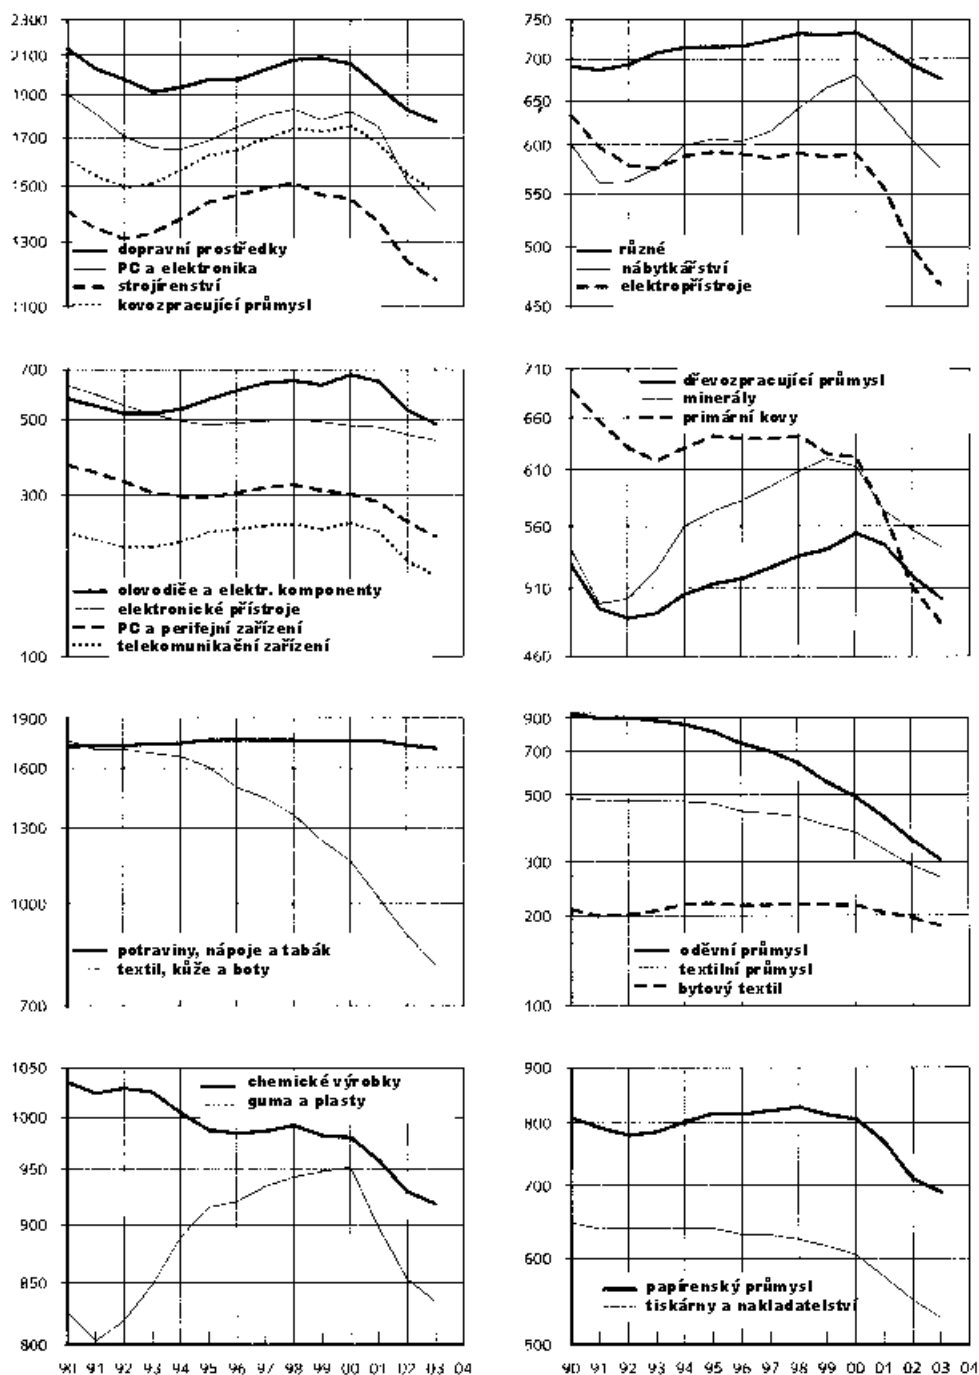 2300
2100
1900
1700
1500
1300
1100
dopravní prostředky
PC a elektronika
strojírenství
kovozpracující průmysl
750
700
650
600
550
500
450
různé
nábytkářství
elektropřístroje
700
500
300
100
olovodiče a elektr. komponenty
elektronické přístroje
PC a perifejní zařízení
telekomunikační zařízení
710
660
610
560
510
460
dřevozpracující průmysl
minerály
primární kovy
1900
1600
1300
1000
700
potraviny, nápoje a tabák
textil, kůže a boty
900
700
500
300
200
100
oděvní průmysl
textilní průmysl
bytový textil
1050
1000
950
900
850
800
chemické výrobky
guma a plasty
90 91 92 93 94 95 96 97 98 99 00 01 02 03 04
900
800
700
600
500
papírenský průmysl
tiskárny a nakladatelství
90 91 92 93 94 95 96 97 98 99 00 01 02 03 04